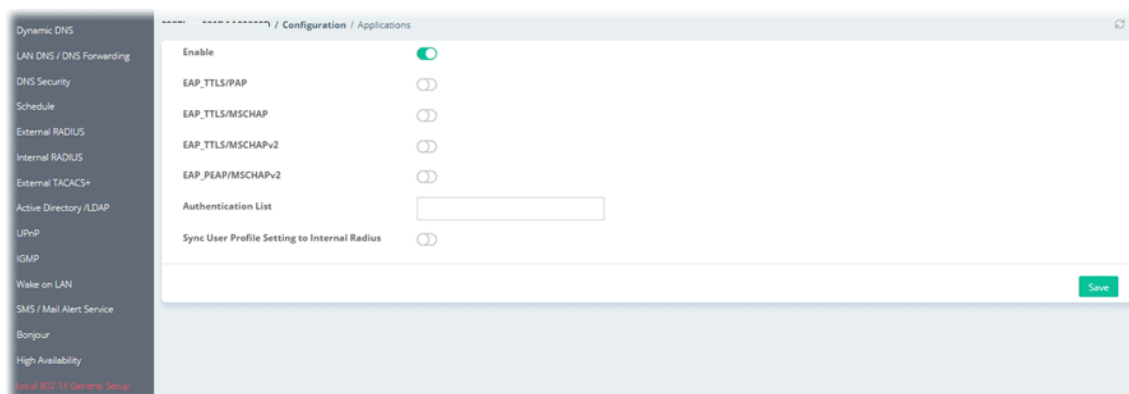 Dynamic DNS
LAN DNS / DNS Forwarding
DNS Security
Schedule
External RADIUS
Internal RADIUS
External TACACS+
Active Directory /LDAP
UPnP
IGMP
Wake on LAN
SMS / Mail Alert Service
Bonjour
High Availability
Local 802.1X General Setup
/ Configuration / Applications
Enable
EAP_TTLS/PAP
EAP_TTLS/MSCHAP
EAP_TTLS/MSCHAPv2
EAP_PEAP/MSCHAPv2
Authentication List
Sync User Profile Setting to Internal Radius
Save